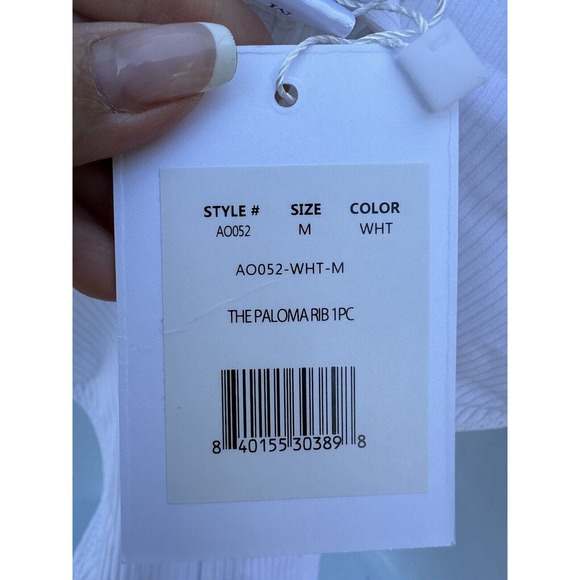 STYLE # SIZE COLOR
AO052 M WHT
AO052-WHT-M
THE PALOMA RIB 1PC
8 40155 30389 8